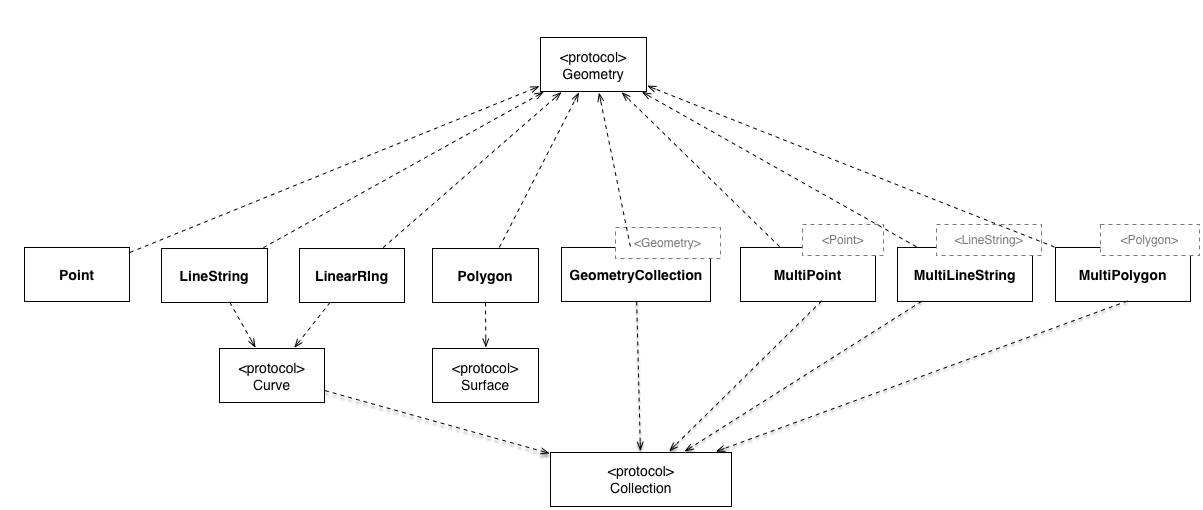 <protocol>
Geometry
<Geometry>
<Point>
<LineString>
<Polygon>
Point
LineString
LinearRIng
Polygon
GeometryCollection
MultiPoint
MultiLineString
MultiPolygon
<protocol>
Curve
<protocol>
Surface
<protocol>
Collection